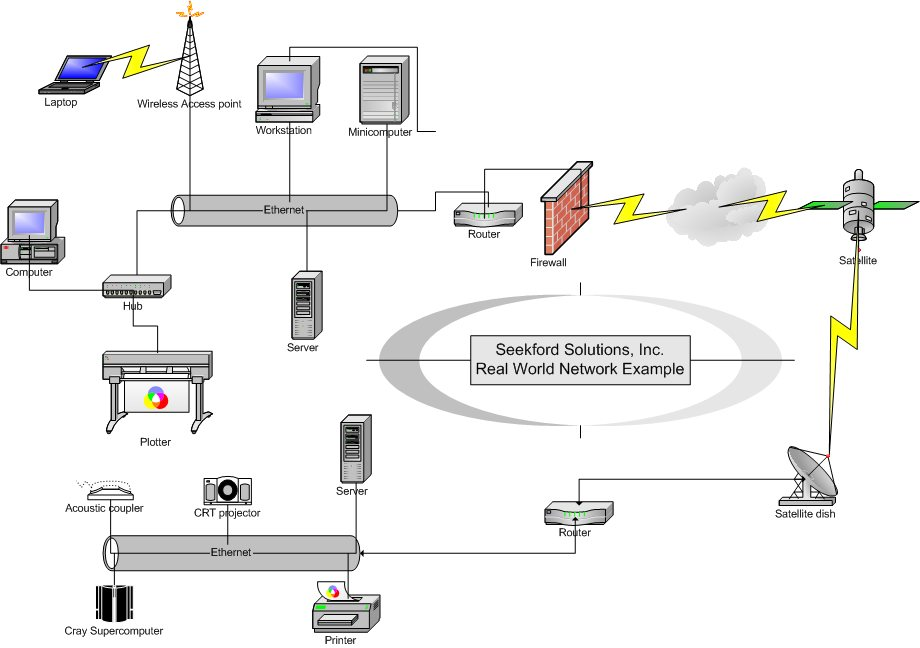 Laptop
Wireless Access point
Workstation
Minicomputer
Ethernet
Router
Firewall
Satellite
Computer
Hub
Server
Seekford Solutions, Inc.
Real World Network Example
Plotter
Server
Acoustic coupler
CRT projector
Satellite dish
Router
Ethernet
Cray Supercomputer
Printer